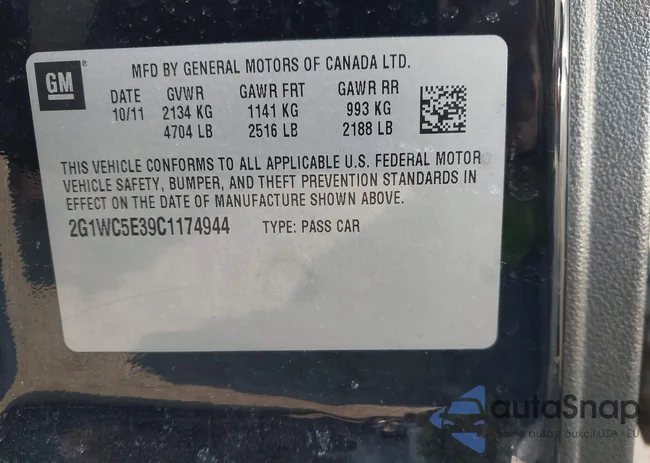 GM
MFD BY GENERAL MOTORS OF CANADA LTD.
DATE GVWR GAWR FRT GAWR RR
10/11 2134 KG 1141 KG 993 KG
4704 LB 2516 LB 2188 LB
THIS VEHICLE CONFORMS TO ALL APPLICABLE U.S. FEDERAL MOTOR
VEHICLE SAFETY, BUMPER, AND THEFT PREVENTION STANDARDS IN
EFFECT ON THE DATE OF MANUFACTURE SHOWN ABOVE.
2G1WC5E39C1174944 TYPE: PASS CAR
autoSnap
aukcji USA i EU